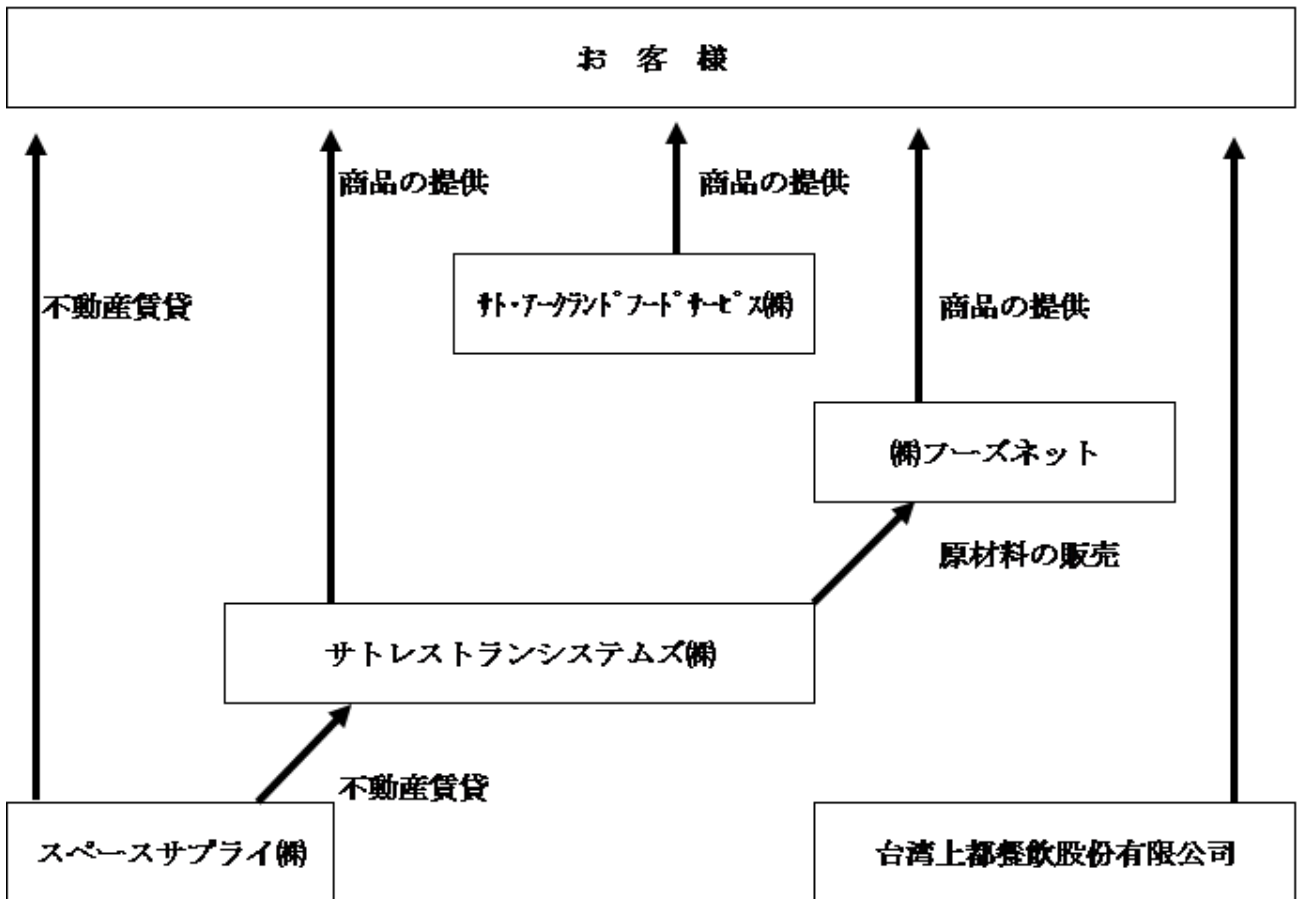 お 客 様
商品の提供
商品の提供
不動産賃貸
サト・アークランドフードサービス㈱
商品の提供
㈱フーズネット
原材料の販売
サトレストランシステムズ㈱
不動産賃貸
スペースサプライ㈱
台湾上都餐飲股份有限公司